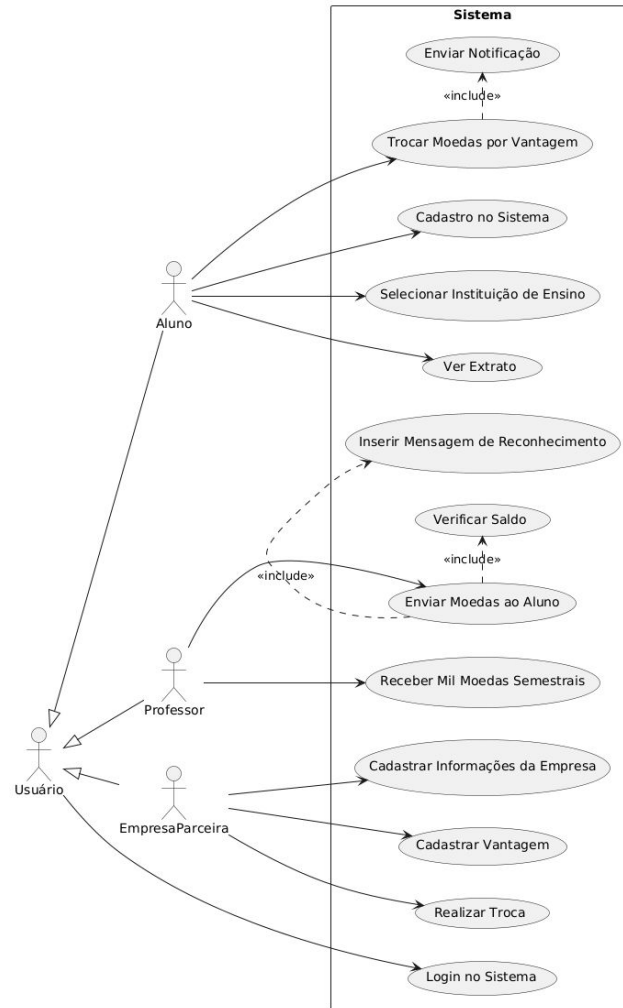 Sistema
Enviar Notificação
«include»
Trocar Moedas por Vantagem
Cadastro no Sistema
Selecionar Instituição de Ensino
Aluno
Ver Extrato
Inserir Mensagem de Reconhecimento
Verificar Saldo
«include»
«include»
Enviar Moedas ao Aluno
Receber Mil Moedas Semestrais
Professor
Cadastrar Informações da Empresa
Usuário
EmpresaParceira
Cadastrar Vantagem
Realizar Troca
Login no Sistema